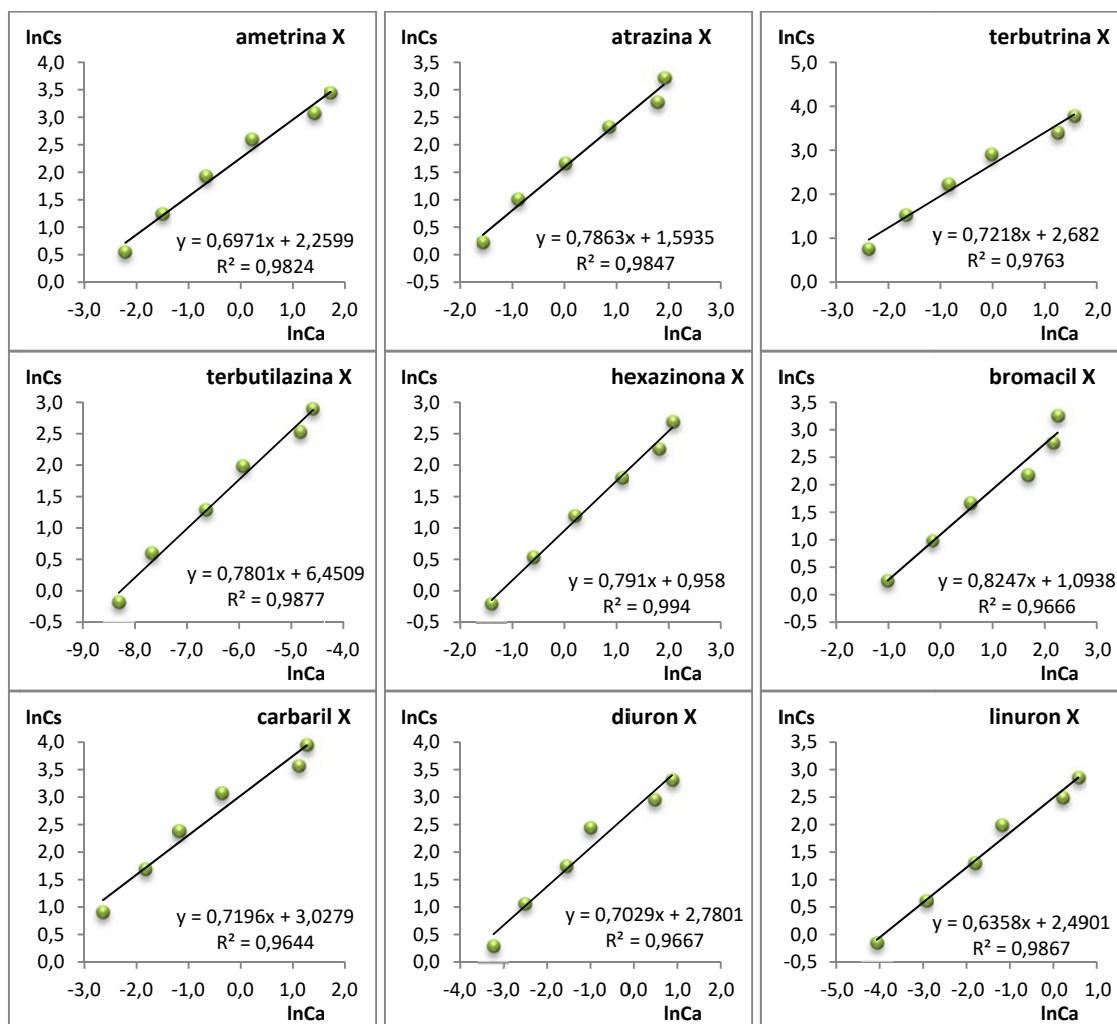 lnCs ametrina X
4,0
3,5
3,0
2,5
2,0
1,5
1,0
0,5
0,0
y = 0,6971x + 2,2599
R² = 0,9824
-3,0 -2,0 -1,0 0,0 1,0 2,0
lnCa
lnCs atrazina X
3,5
3,0
2,5
2,0
1,5
1,0
0,5
0,0
-0,5
y = 0,7863x + 1,5935
R² = 0,9847
-2,0 -1,0 0,0 1,0 2,0 3,0
lnCa
lnCs terbutrina X
5,0
4,0
3,0
2,0
1,0
0,0
y = 0,7218x + 2,682
R² = 0,9763
-3,0 -2,0 -1,0 0,0 1,0 2,0
lnCa
lnCs terbutilazina X
3,0
2,5
2,0
1,5
1,0
0,5
0,0
-0,5
y = 0,7801x + 6,4509
R² = 0,9877
-9,0 -8,0 -7,0 -6,0 -5,0 -4,0
lnCa
lnCs hexazinona X
3,0
2,5
2,0
1,5
1,0
0,5
0,0
-0,5
y = 0,791x + 0,958
R² = 0,994
-2,0 -1,0 0,0 1,0 2,0 3,0
lnCa
lnCs bromacil X
3,5
3,0
2,5
2,0
1,5
1,0
0,5
0,0
-0,5
y = 0,8247x + 1,0938
R² = 0,9666
-2,0 -1,0 0,0 1,0 2,0 3,0
lnCa
lnCs carbaril X
4,0
3,5
3,0
2,5
2,0
1,5
1,0
0,5
0,0
y = 0,7196x + 3,0279
R² = 0,9644
-3,0 -2,0 -1,0 0,0 1,0 2,0
lnCa
lnCs diuron X
4,0
3,5
3,0
2,5
2,0
1,5
1,0
0,5
0,0
y = 0,7029x + 2,7801
R² = 0,9667
-4,0 -3,0 -2,0 -1,0 0,0 1,0 2,0
lnCa
lnCs linuron X
3,5
3,0
2,5
2,0
1,5
1,0
0,5
0,0
-0,5
y = 0,6358x + 2,4901
R² = 0,9867
-5,0 -4,0 -3,0 -2,0 -1,0 0,0 1,0
lnCa